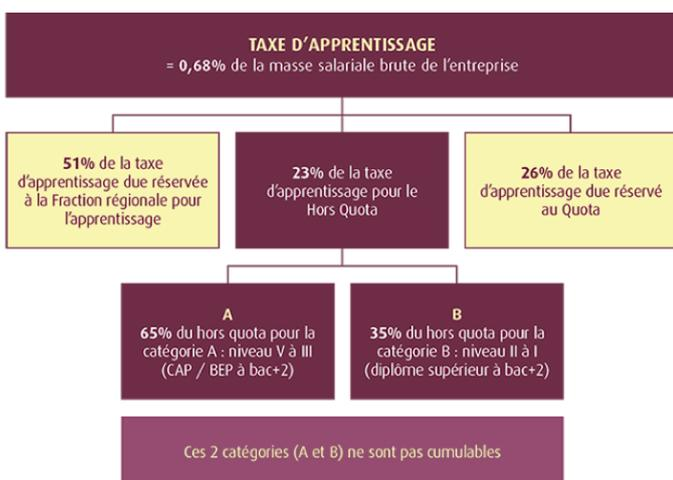 TAXE D'APPRENTISSAGE
= 0,68% de la masse salariale brute de l'entreprise
51% de la taxe
d'apprentissage due réservée
à la Fraction régionale pour
l'apprentissage
23% de la taxe
d'apprentissage pour le
Hors Quota
26% de la taxe
d'apprentissage due réservé
au Quota
A
65% du hors quota pour la
catégorie A : niveau V à III
(CAP / BEP à bac+2)
B
35% du hors quota pour la
catégorie B : niveau II à I
(diplôme supérieur à bac+2)
Ces 2 catégories (A et B) ne sont pas cumulables